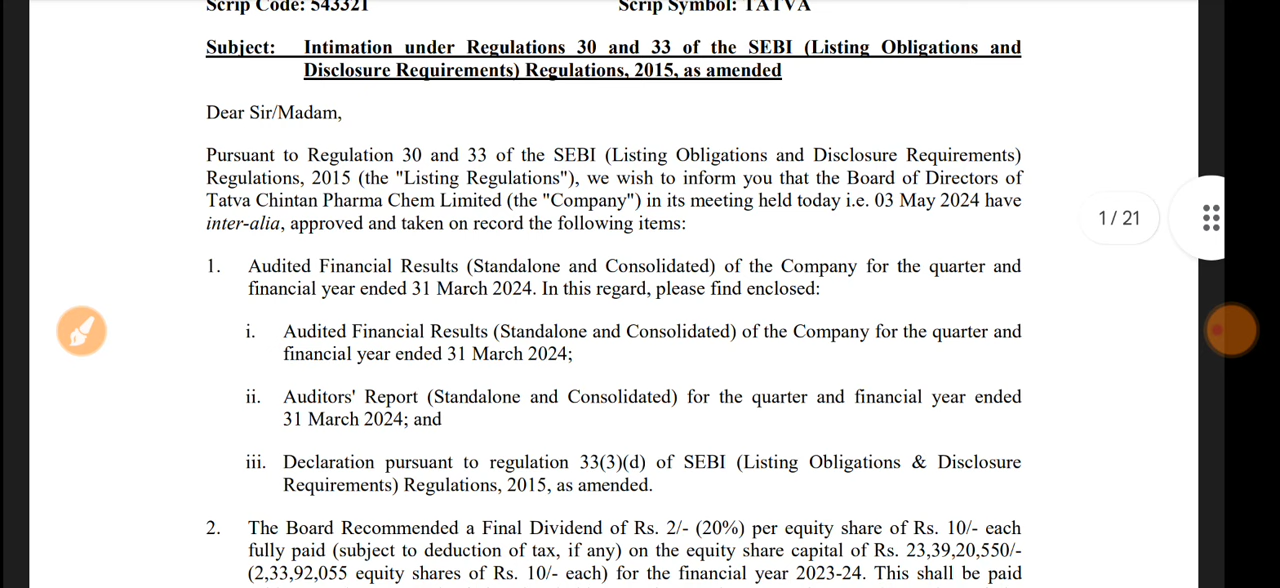 Scrip Code: 543321 Scrip Symbol: TATVA
Subject: Intimation under Regulations 30 and 33 of the SEBI (Listing Obligations and
Disclosure Requirements) Regulations, 2015, as amended
Dear Sir/Madam,
Pursuant to Regulation 30 and 33 of the SEBI (Listing Obligations and Disclosure Requirements)
Regulations, 2015 (the "Listing Regulations"), we wish to inform you that the Board of Directors of
Tatva Chintan Pharma Chem Limited (the "Company") in its meeting held today i.e. 03 May 2024 have
inter-alia, approved and taken on record the following items:
1 / 21
1. Audited Financial Results (Standalone and Consolidated) of the Company for the quarter and
financial year ended 31 March 2024. In this regard, please find enclosed:
i. Audited Financial Results (Standalone and Consolidated) of the Company for the quarter and
financial year ended 31 March 2024;
ii. Auditors' Report (Standalone and Consolidated) for the quarter and financial year ended
31 March 2024; and
iii. Declaration pursuant to regulation 33(3)(d) of SEBI (Listing Obligations & Disclosure
Requirements) Regulations, 2015, as amended.
2. The Board Recommended a Final Dividend of Rs. 2/- (20%) per equity share of Rs. 10/- each
fully paid (subject to deduction of tax, if any) on the equity share capital of Rs. 23,39,20,550/-
(2,33,92,055 equity shares of Rs. 10/- each) for the financial year 2023-24. This shall be paid